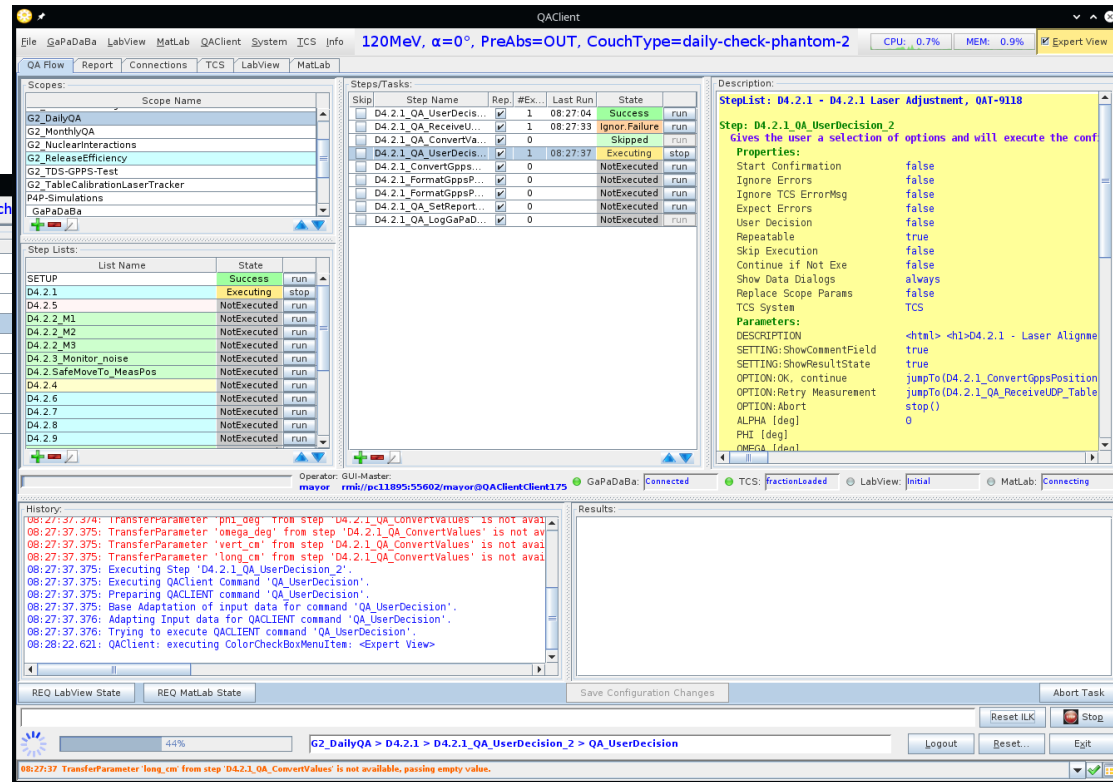 QAClient
File GaPaDaBa LabView MatLab QAClient System TCS Info 120MeV, α=0°, PreAbs=OUT, CouchType=daily-check-phantom-2 CPU: 0.7% MEM: 0.9% Expert View
QA Flow Report Connections TCS LabView MatLab
Scopes:
Scope Name
G2_DailyQA
G2_MonthlyQA
G2_NuclearInteractions
G2_ReleaseEfficiency
G2_TDS-GPPS-Test
G2_TableCalibrationLaserTracker
P4P-Simulations
GaPaDaBa
Step Lists:
List Name State
SETUP Success run
D4.2.1 Executing stop
D4.2.5 NotExecuted run
D4.2.2_M1 NotExecuted run
D4.2.2_M2 NotExecuted run
D4.2.2_M3 NotExecuted run
D4.2.3_Monitor_noise NotExecuted run
D4.2.SafeMoveTo_MeasPos NotExecuted run
D4.2.4 NotExecuted run
D4.2.6 NotExecuted run
D4.2.7 NotExecuted run
D4.2.8 NotExecuted run
D4.2.9 NotExecuted run
Steps/Tasks:
Skip Step Name Rep. #Ex... Last Run State
D4.2.1_QA_UserDecis... 1 08:27:04 Success run
D4.2.1_QA_ReceiveU... 1 08:27:33 Ignor.Failure run
D4.2.1_QA_ConvertVa... 0 Skipped run
D4.2.1_QA_UserDecis... 1 08:27:37 Executing stop
D4.2.1_ConvertGpps... 0 NotExecuted run
D4.2.1_FormatGppsP... 0 NotExecuted run
D4.2.1 FormatGppsP... 0 NotExecuted run
D4.2.1_QA_SetReport... 0 NotExecuted run
D4.2.1_QA_LogGaPaD... 0 NotExecuted run
Description:
StepList: D4.2.1 - D4.2.1 Laser Adjustment, QAT-9118
Step: D4.2.1_QA_UserDecision_2
Gives the user a selection of options and will execute the conf
Properties:
Start Confirmation false
Ignore Errors false
Ignore TCS ErrorMsg false
Expect Errors false
User Decision false
Repeatable true
Skip Execution false
Continue if Not Exe false
Show Data Dialogs always
Replace Scope Params false
TCS System TCS
Parameters:
DESCRIPTION <html> <h1>D4.2.1 - Laser Alignme
SETTING:ShowCommentField true
SETTING:ShowResultState true
OPTION:OK, continue jumpTo(D4.2.1_ConvertGppsPosition
OPTION:Retry Measurement jumpTo(D4.2.1_QA_ReceiveUDP_Table
OPTION:Abort stop()
ALPHA [deg] 0
PHI [deg]
OMEGA [deg]
Operator: GUI-Master:
mayor rmi://pc11895:55602/mayor@QAClientClient175 GaPaDaBa: Connected TCS: fractionLoaded LabView: Initial MatLab: Connecting
History:
08:27:37.374: TransferParameter 'phi_deg' from step 'D4.2.1_QA_ConvertValues' is not avai
08:27:37.375: TransferParameter 'omega_deg' from step 'D4.2.1_QA_ConvertValues' is not av
08:27:37.375: TransferParameter 'vert_cm' from step 'D4.2.1_QA_ConvertValues' is not avai
08:27:37.375: TransferParameter 'long_cm' from step 'D4.2.1_QA_ConvertValues' is not avai
08:27:37.375: Executing Step 'D4.2.1_QA_UserDecision_2'.
08:27:37.375: Executing QAClient Command 'QA_UserDecision'.
08:27:37.375: Preparing QACLIENT command 'QA_UserDecision'.
08:27:37.375: Base Adaptation of input data for command 'QA_UserDecision'.
08:27:37.376: Adapting Input data for QACLIENT command 'QA_UserDecision'.
08:27:37.376: Trying to execute QACLIENT command 'QA_UserDecision'.
08:28:22.621: QAClient: executing ColorCheckBoxMenuItem: <Expert View>
Results:
REQ LabView State REQ MatLab State Save Configuration Changes Abort Task
Reset ILK Stop
44% G2_DailyQA > D4.2.1 > D4.2.1_QA_UserDecision_2 > QA_UserDecision Logout Reset... Exit
08:27:37 TransferParameter 'long_cm' from step 'D4.2.1_QA_ConvertValues' is not available, passing empty value.